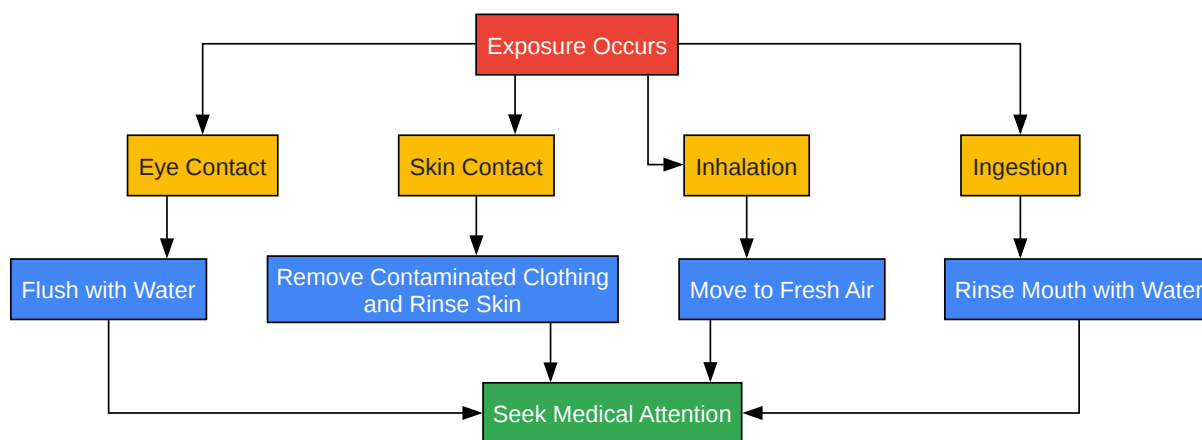 Exposure Occurs
Eye Contact
Skin Contact
Inhalation
Ingestion
Flush with Water
Remove Contaminated Clothing
and Rinse Skin
Move to Fresh Air
Rinse Mouth with Water
Seek Medical Attention